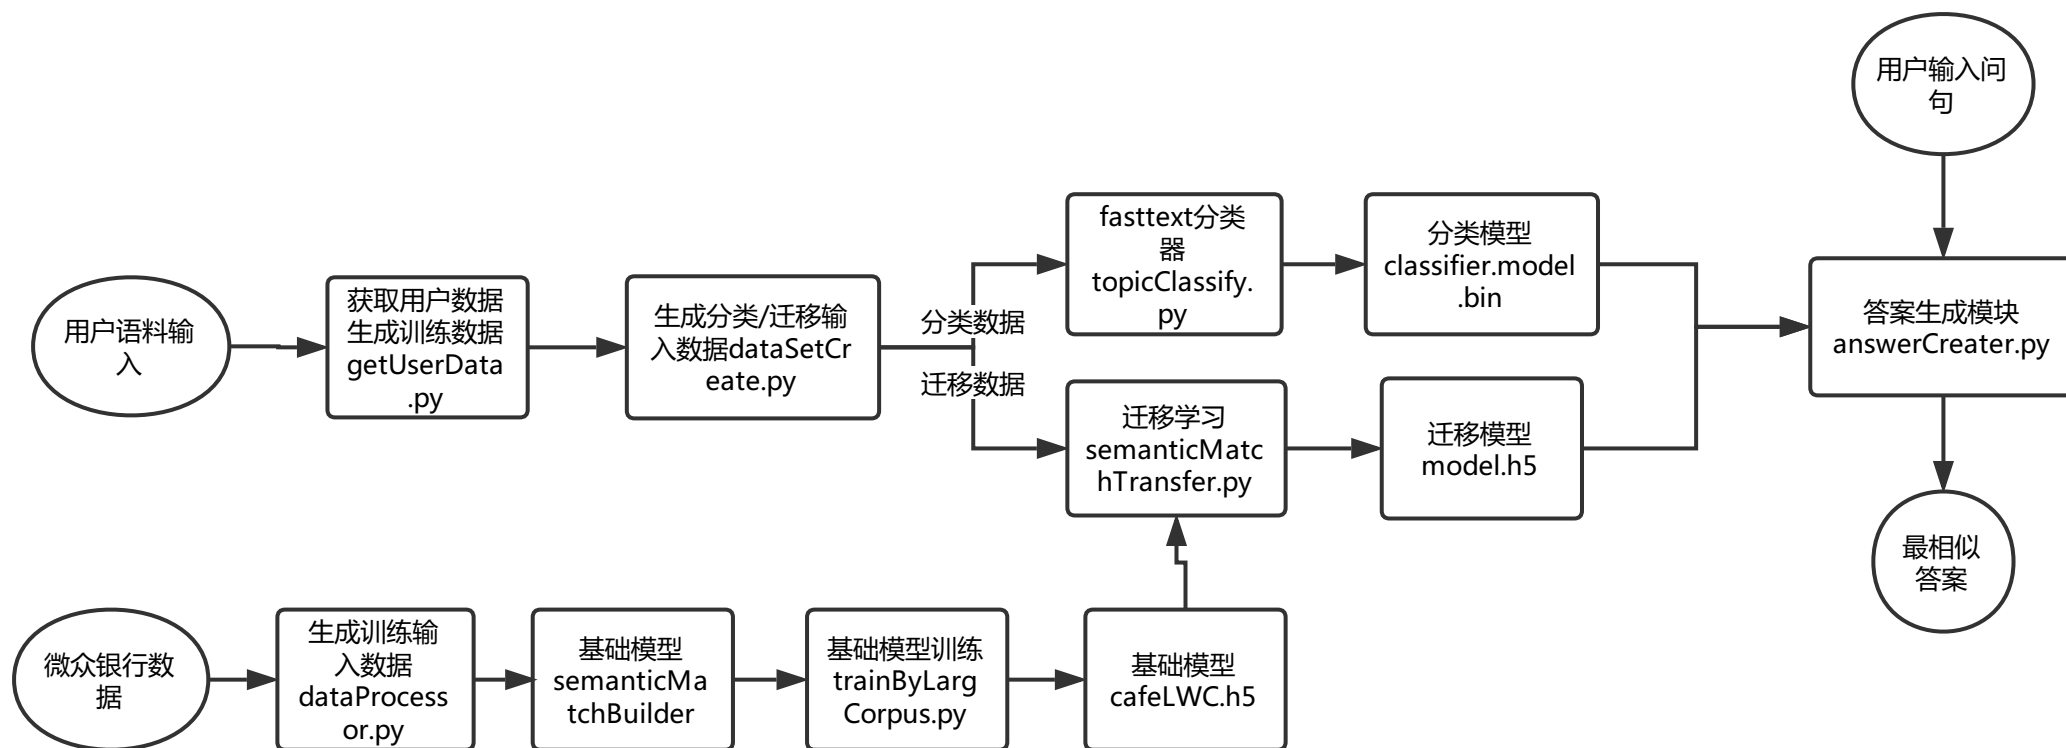 用户输入问
句
fasttext分类
器
topicClassify.
py
分类模型
classifier.model
.bin
用户语料输
入
获取用户数据
生成训练数据
getUserData
.py
生成分类/迁移输
入数据dataSetCr
eate.py
分类数据
迁移数据
答案生成模块
answerCreater.py
迁移学习
semanticMatc
hTransfer.py
迁移模型
model.h5
最相似
答案
微众银行数
据
生成训练输
入数据
dataProcess
or.py
基础模型
semanticMa
tchBuilder
基础模型训练
trainByLarg
Corpus.py
基础模型
cafeLWC.h5